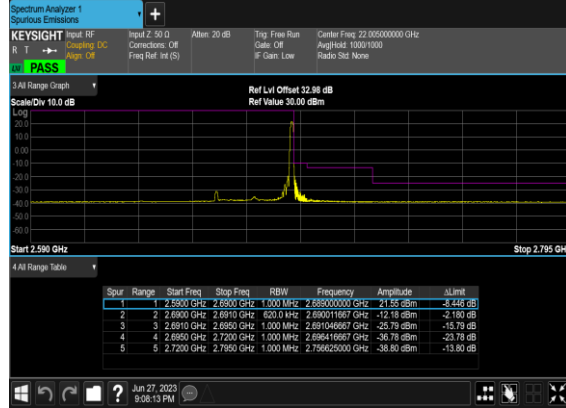 Spectrum Analyzer 1
Spurious Emissions
+
KEYSIGHT Input: RF Input Z: 50 Ω Atten: 20 dB Trig: Free Run Center Freq: 22.005000000 GHz
R T Coupling: DC Corrections: Off Gate: Off Avg|Hold: 1000/1000
Align: Off Freq Ref: Int (S) IF Gain: Low Radio Std: None
PASS
3 All Range Graph
Ref Lvl Offset 32.98 dB
Scale/Div 10.0 dB Ref Value 30.00 dBm
Log
20.0
10.0
0.00
-10.0
-20.0
-30.0
-40.0
-50.0
-60.0
Start 2.590 GHz Stop 2.795 GH
4 All Range Table
Spur Range Start Freq Stop Freq RBW Frequency Amplitude ΔLimit
1 1 2.5900 GHz 2.6900 GHz 1.000 MHz 2.689000000 GHz 21.55 dBm -8.446 dB
2 2 2.6900 GHz 2.6910 GHz 620.0 kHz 2.690011667 GHz -12.18 dBm -2.180 dB
3 3 2.6910 GHz 2.6950 GHz 1.000 MHz 2.691046667 GHz -25.79 dBm -15.79 dB
4 4 2.6950 GHz 2.7200 GHz 1.000 MHz 2.696416667 GHz -36.78 dBm -23.78 dB
5 5 2.7200 GHz 2.7950 GHz 1.000 MHz 2.756625000 GHz -38.80 dBm -13.80 dB
?
Jun 27, 2023
9:08:13 PM